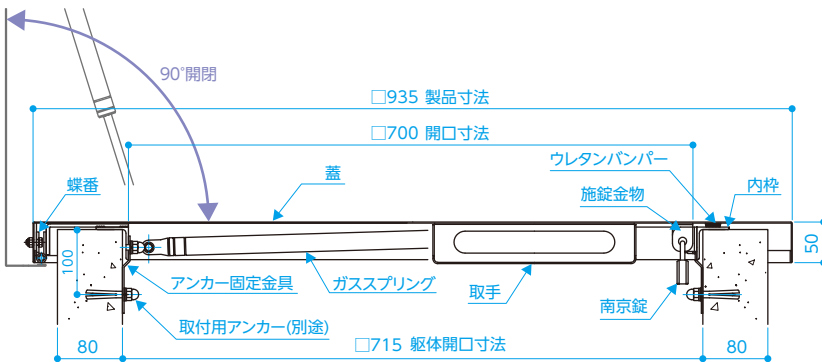 90°開閉
□935 製品寸法
□700 開口寸法
ウレタンバンパー
蝶番
蓋
施錠金物
内枠
50
100
アンカー固定金具
ガススプリング
取手
南京錠
取付用アンカー(別途)
80
□715 躯体開口寸法
80